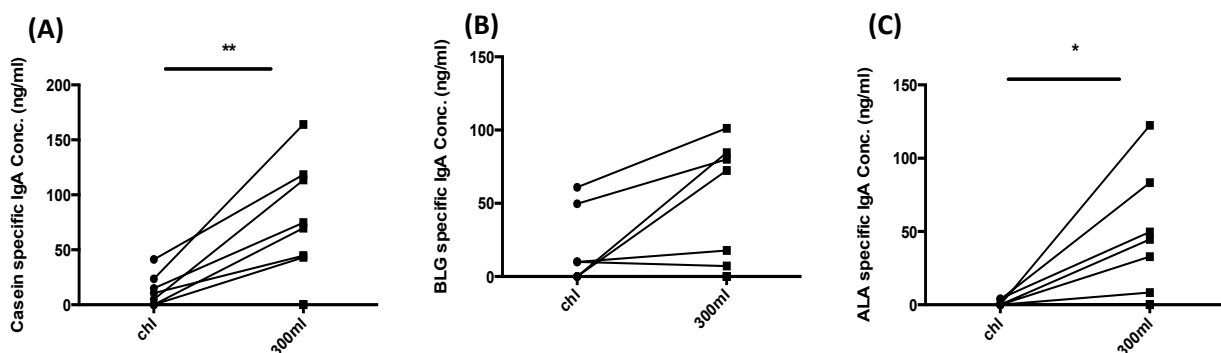 (A)
**
Casein specific IgA Conc. (ng/ml)
200
150
100
50
0
chl
300ml
(B)
BLG specific IgA Conc. (ng/ml)
150
100
50
0
chl
300ml
(C)
*
ALA specific IgA Conc. (ng/ml)
150
100
50
0
chl
300ml